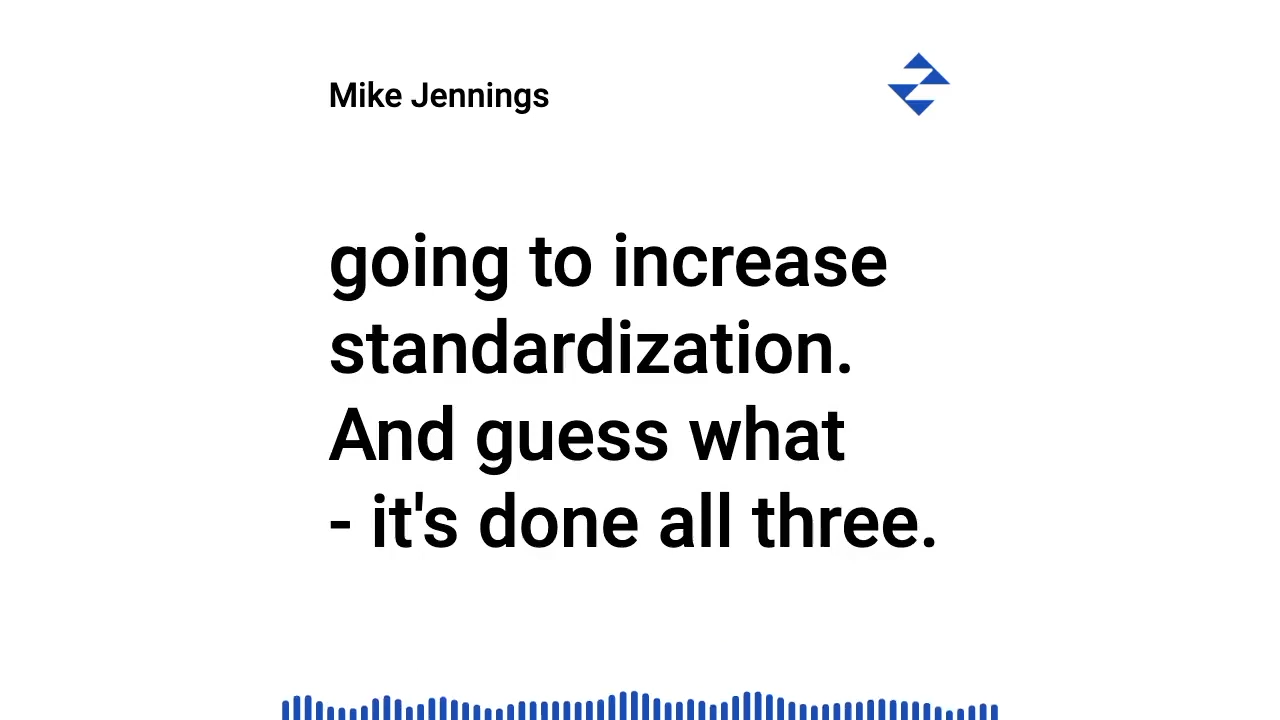 Mike Jennings
going to increase
standardization.
And guess what
- it's done all three.